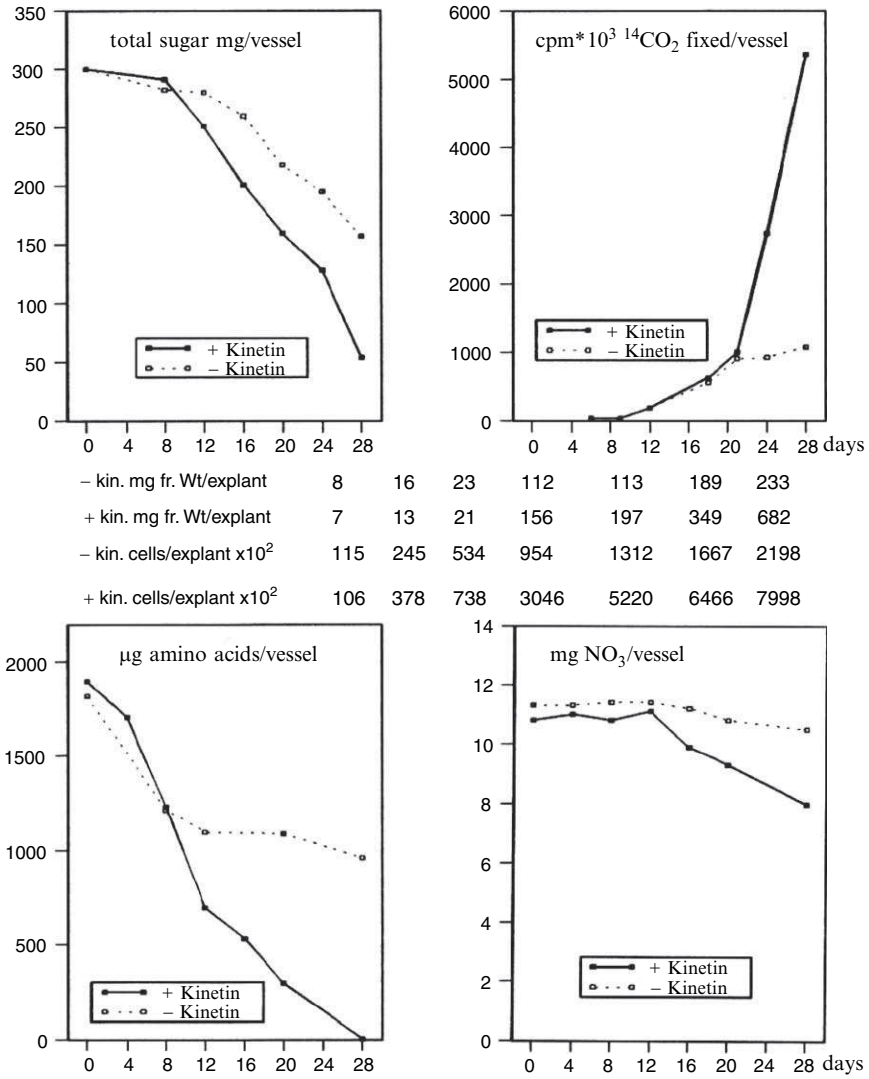 total sugar mg/vessel
350
300
250
200
150
100
50
0
+ Kinetin
− Kinetin
0 4 8 12 16 20 24 28
cpm*10³ ¹⁴CO₂ fixed/vessel
6000
5000
4000
3000
2000
1000
0
+ Kinetin
− Kinetin
0 4 8 12 16 20 24 28 days
− kin. mg fr. Wt/explant 8 16 23 112 113 189 233
+ kin. mg fr. Wt/explant 7 13 21 156 197 349 682
− kin. cells/explant x10² 115 245 534 954 1312 1667 2198
+ kin. cells/explant x10² 106 378 738 3046 5220 6466 7998
µg amino acids/vessel
2000
1500
1000
500
0
+ Kinetin
− Kinetin
0 4 8 12 16 20 24 28
mg NO₃/vessel
14
12
10
8
6
4
2
0
+ Kinetin
− Kinetin
0 4 8 12 16 20 24 28 days